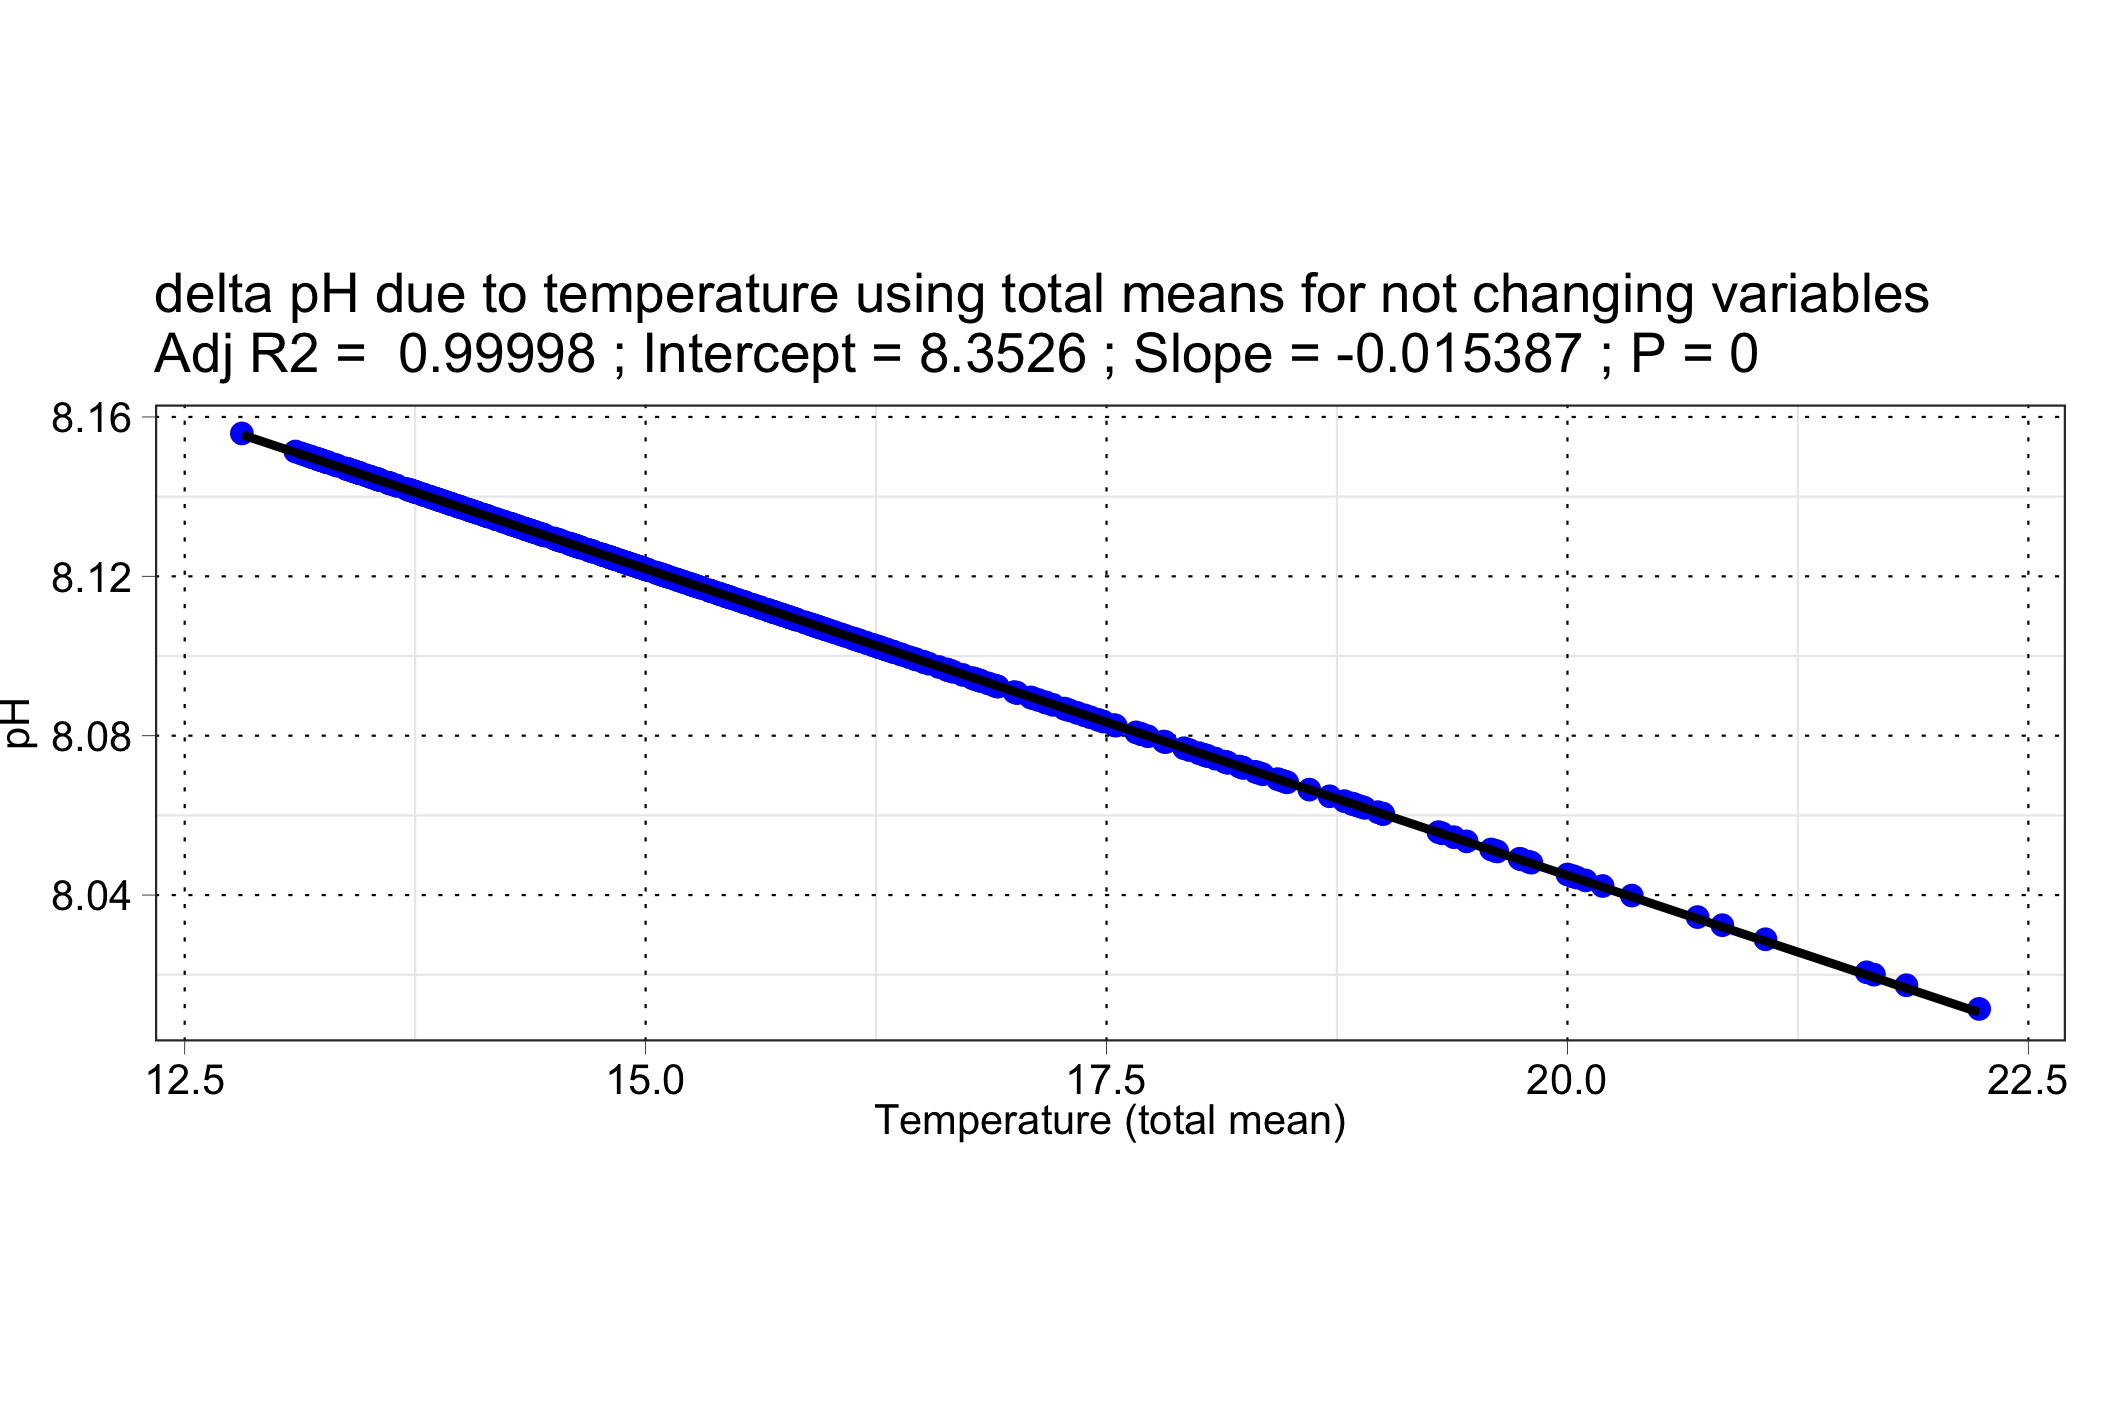 delta pH due to temperature using total means for not changing variables
Adj R2 =  0.99998 ; Intercept = 8.3526 ; Slope = -0.015387 ; P = 0
8.16
8.12
8.08
8.04
pH
12.5 15.0 17.5 20.0 22.5
Temperature (total mean)